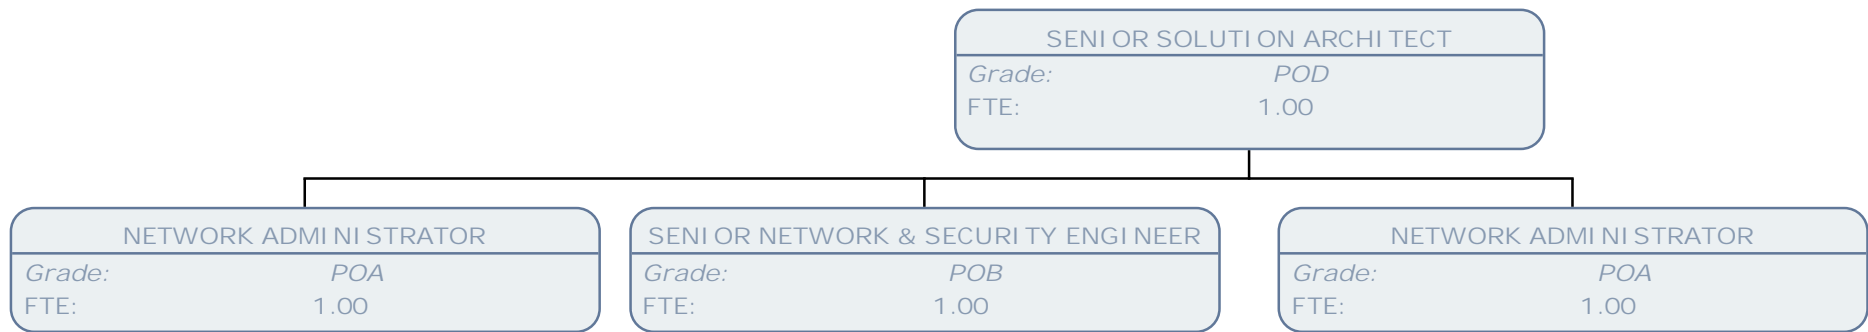 SENIOR SOLUTION ARCHITECT
Grade: POD
FTE: 1.00
NETWORK ADMINISTRATOR
Grade: POA
FTE: 1.00
SENIOR NETWORK & SECURITY ENGINEER
Grade: POB
FTE: 1.00
NETWORK ADMINISTRATOR
Grade: POA
FTE: 1.00